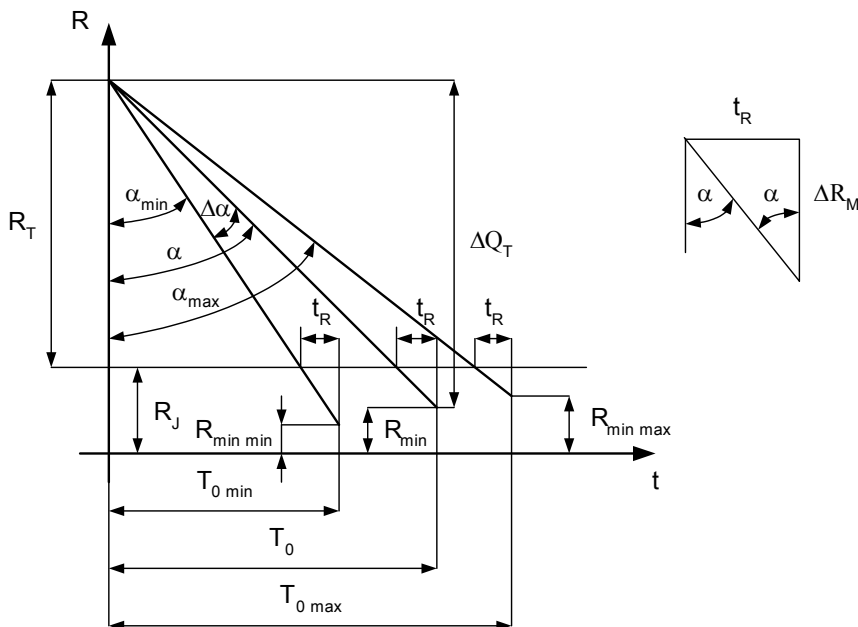 R
t_R
α_min
Δα
α
α
ΔR_M
R_T
α
ΔQ_T
α_max
t_R
t_R
t_R
R_J
R_min min
R_min
R_min max
t
T_0 min
T_0
T_0 max